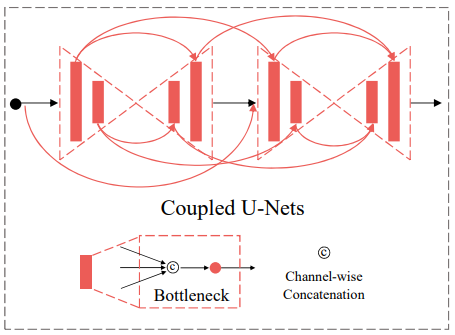 Coupled U-Nets
©
©
Bottleneck
Channel-wise
Concatenation